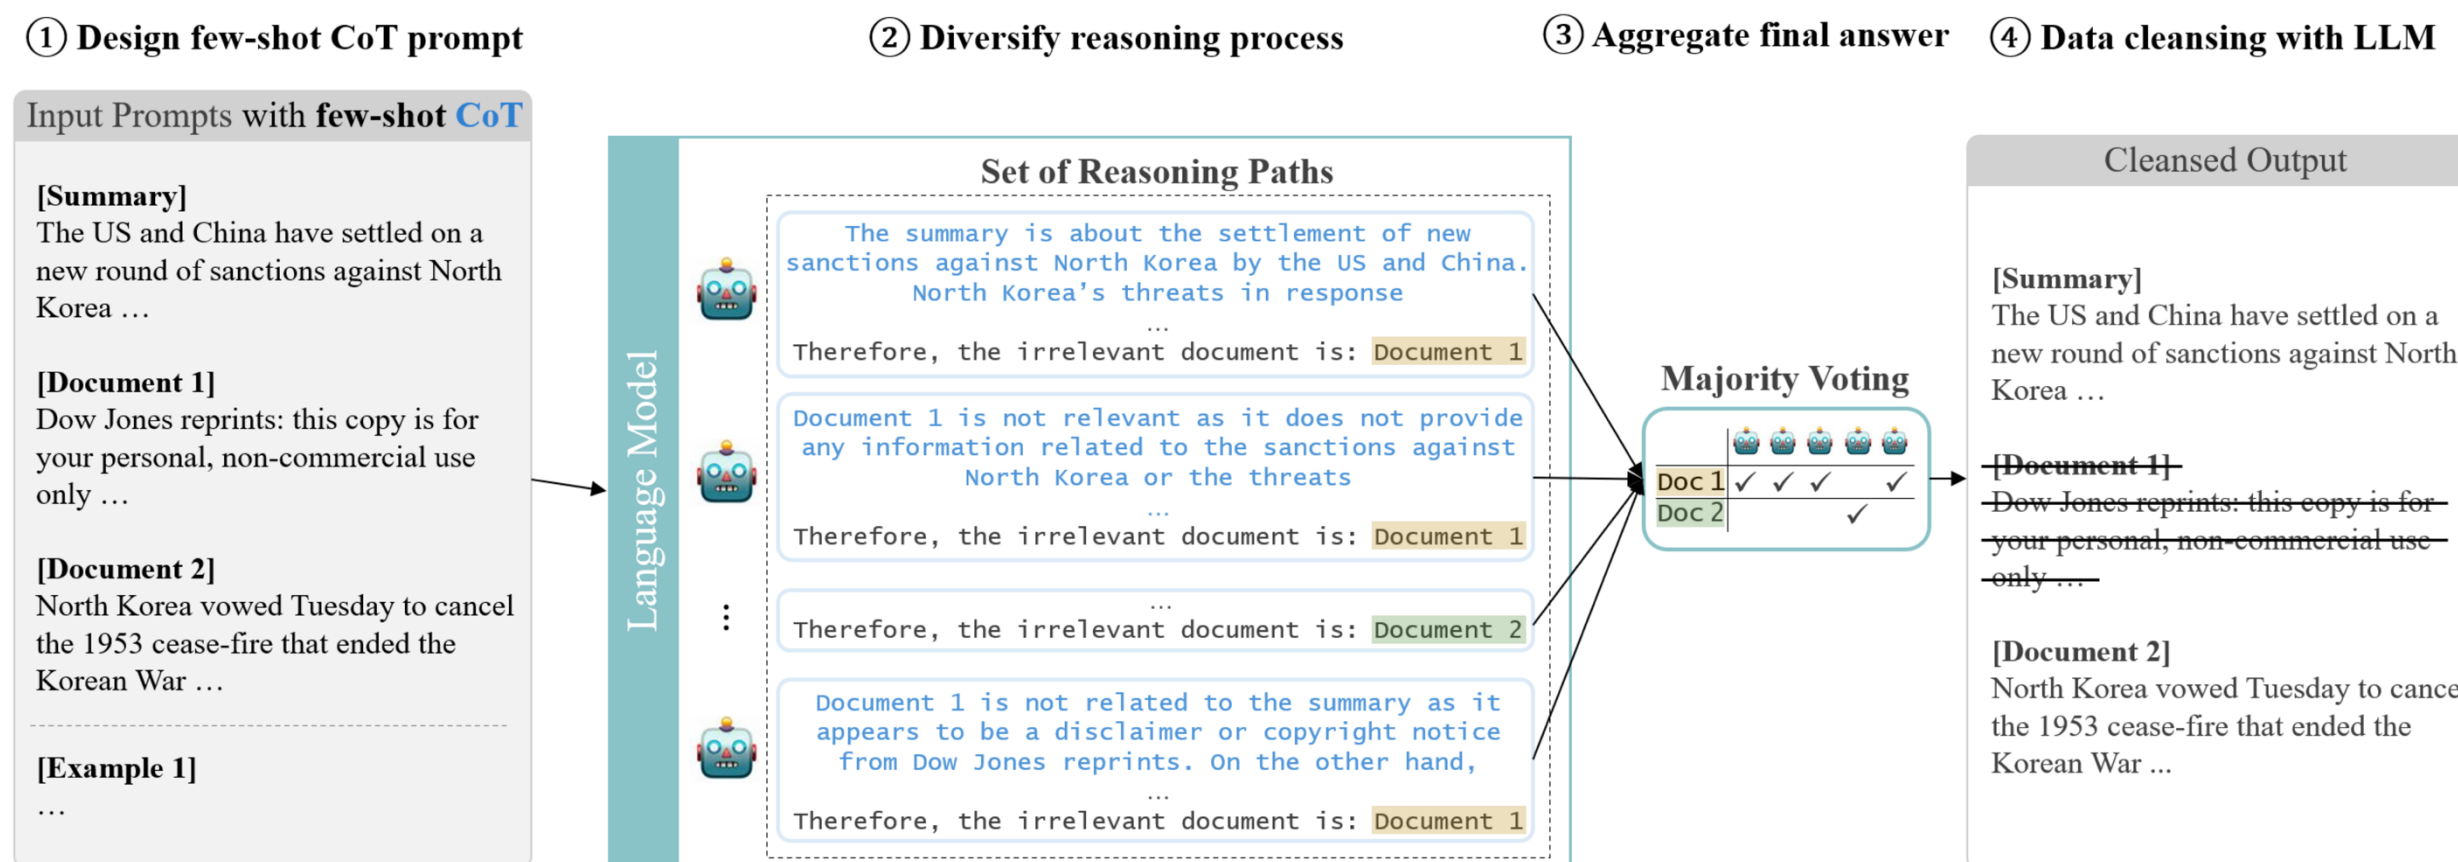 ① Design few-shot CoT prompt
② Diversify reasoning process
③ Aggregate final answer
④ Data cleansing with LLM
Input Prompts with few-shot CoT
[Summary]
The US and China have settled on a
new round of sanctions against North
Korea …
[Document 1]
Dow Jones reprints: this copy is for
your personal, non-commercial use
only …
[Document 2]
North Korea vowed Tuesday to cancel
the 1953 cease-fire that ended the
Korean War …
[Example 1]
…
Language Model
Set of Reasoning Paths
The summary is about the settlement of new
sanctions against North Korea by the US and China.
North Korea’s threats in response
…
Therefore, the irrelevant document is: Document 1
Document 1 is not relevant as it does not provide
any information related to the sanctions against
North Korea or the threats
…
Therefore, the irrelevant document is: Document 1
…
Therefore, the irrelevant document is: Document 2
Document 1 is not related to the summary as it
appears to be a disclaimer or copyright notice
from Dow Jones reprints. On the other hand,
…
Therefore, the irrelevant document is: Document 1
Majority Voting
Doc 1 ✓ ✓ ✓ ✓
Doc 2 ✓
Cleansed Output
[Summary]
The US and China have settled on a
new round of sanctions against North
Korea …
[Document 1]
Dow Jones reprints: this copy is for
your personal, non-commercial use
only …
[Document 2]
North Korea vowed Tuesday to cance
the 1953 cease-fire that ended the
Korean War ...